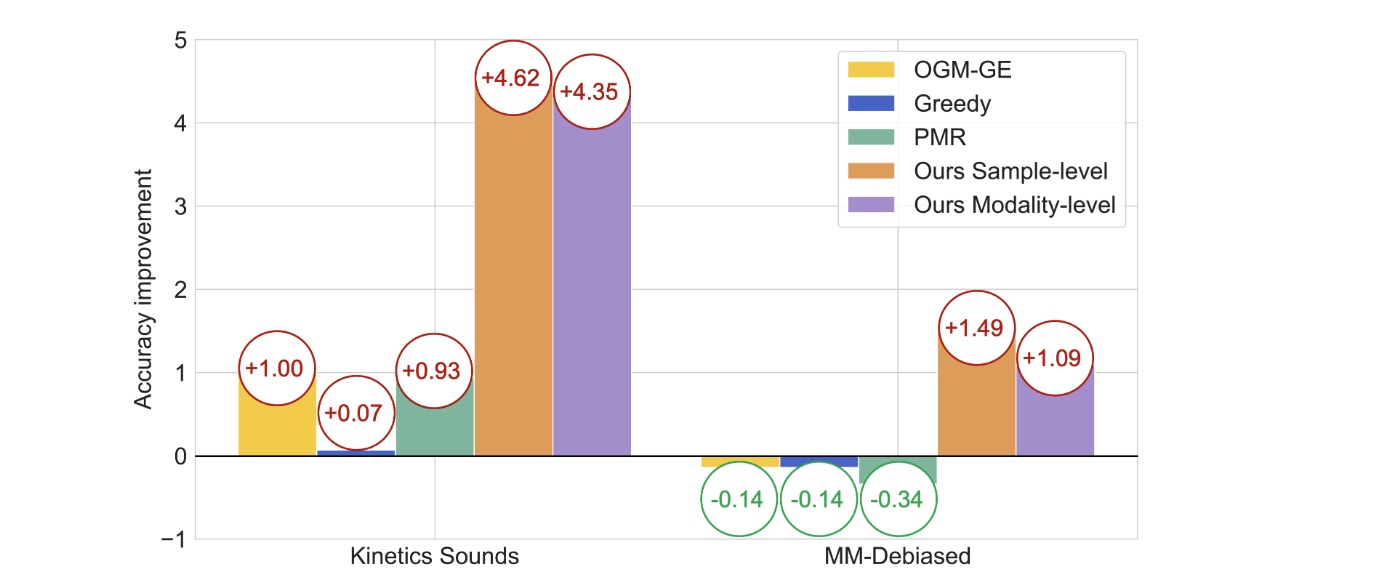 Accuracy improvement
5
4
3
2
1
0
−1
+1.00
+0.07
+0.93
+4.62
+4.35
-0.14
-0.14
-0.34
+1.49
+1.09
OGM-GE
Greedy
PMR
Ours Sample-level
Ours Modality-level
Kinetics Sounds
MM-Debiased